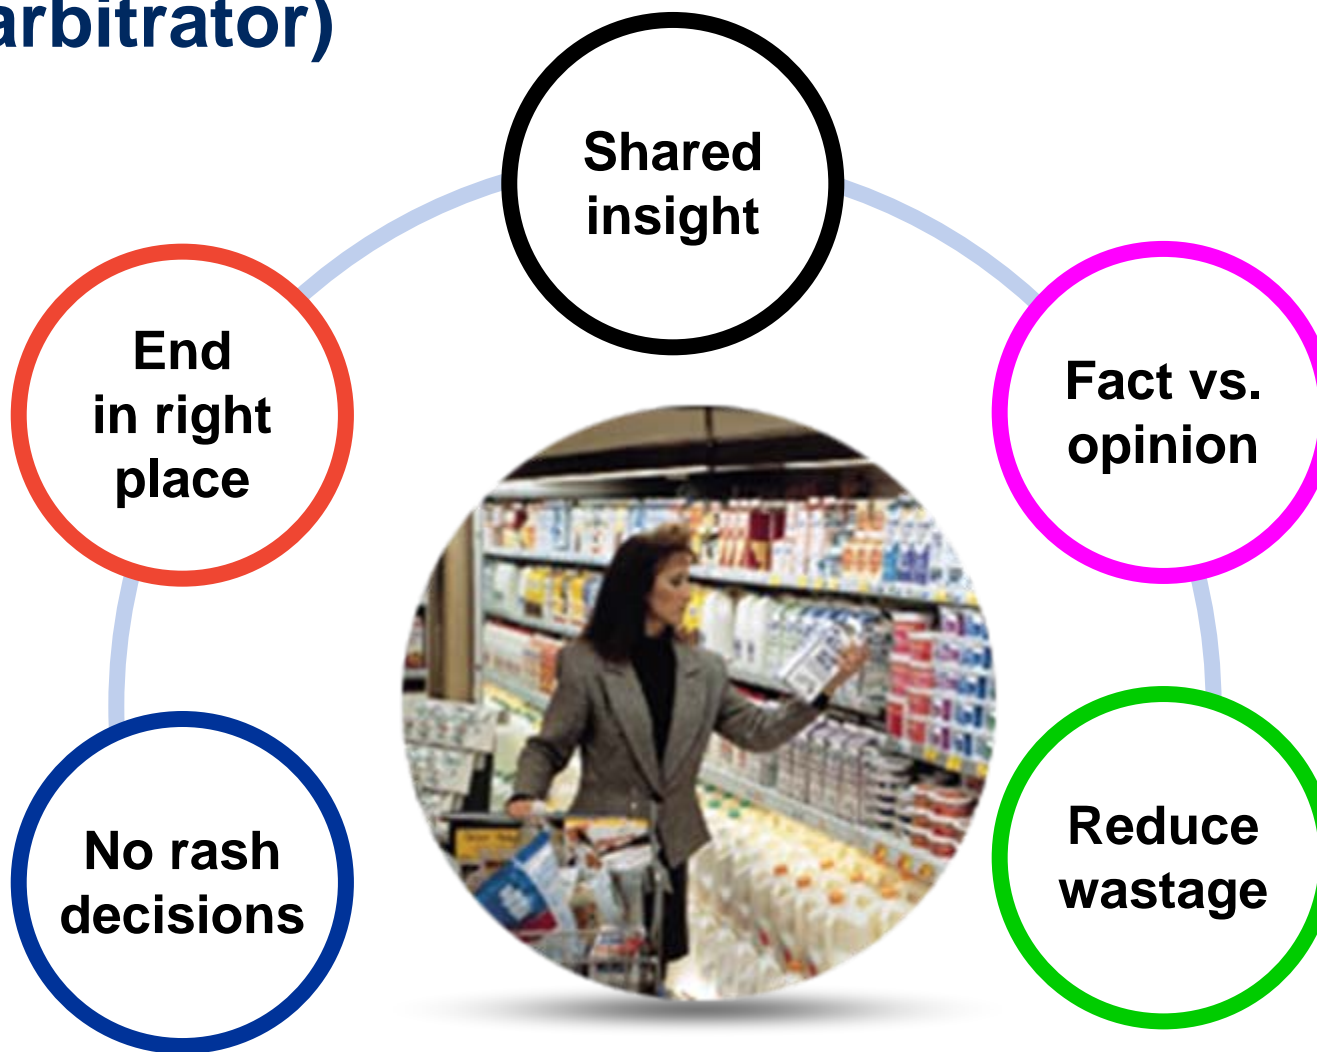 arbitrator)
Shared
insight
End
in right
place
Fact vs.
opinion
No rash
decisions
Reduce
wastage